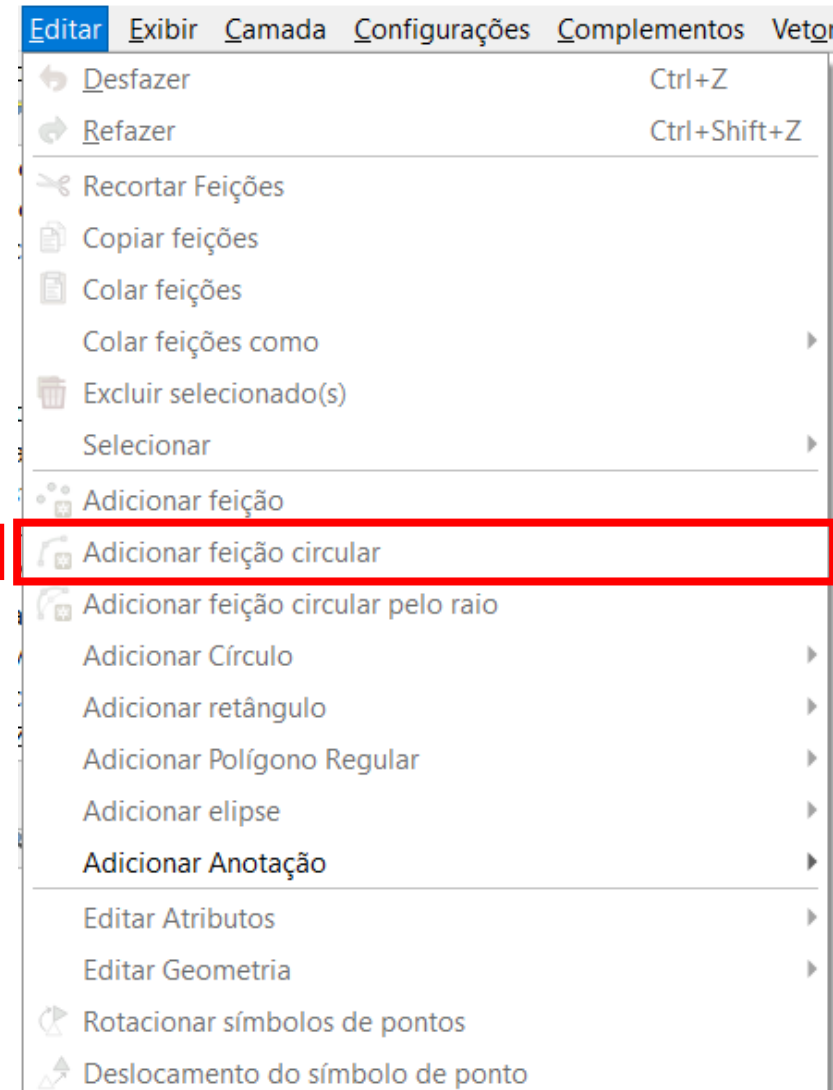 Editar Exibir Camada Configurações Complementos Vetor
Desfazer Ctrl+Z
Refazer Ctrl+Shift+Z
Recortar Feições
Copiar feições
Colar feições
Colar feições como
Excluir selecionado(s)
Selecionar
Adicionar feição
Adicionar feição circular
Adicionar feição circular pelo raio
Adicionar Círculo
Adicionar retângulo
Adicionar Polígono Regular
Adicionar elipse
Adicionar Anotação
Editar Atributos
Editar Geometria
Rotacionar símbolos de pontos
Deslocamento do símbolo de ponto